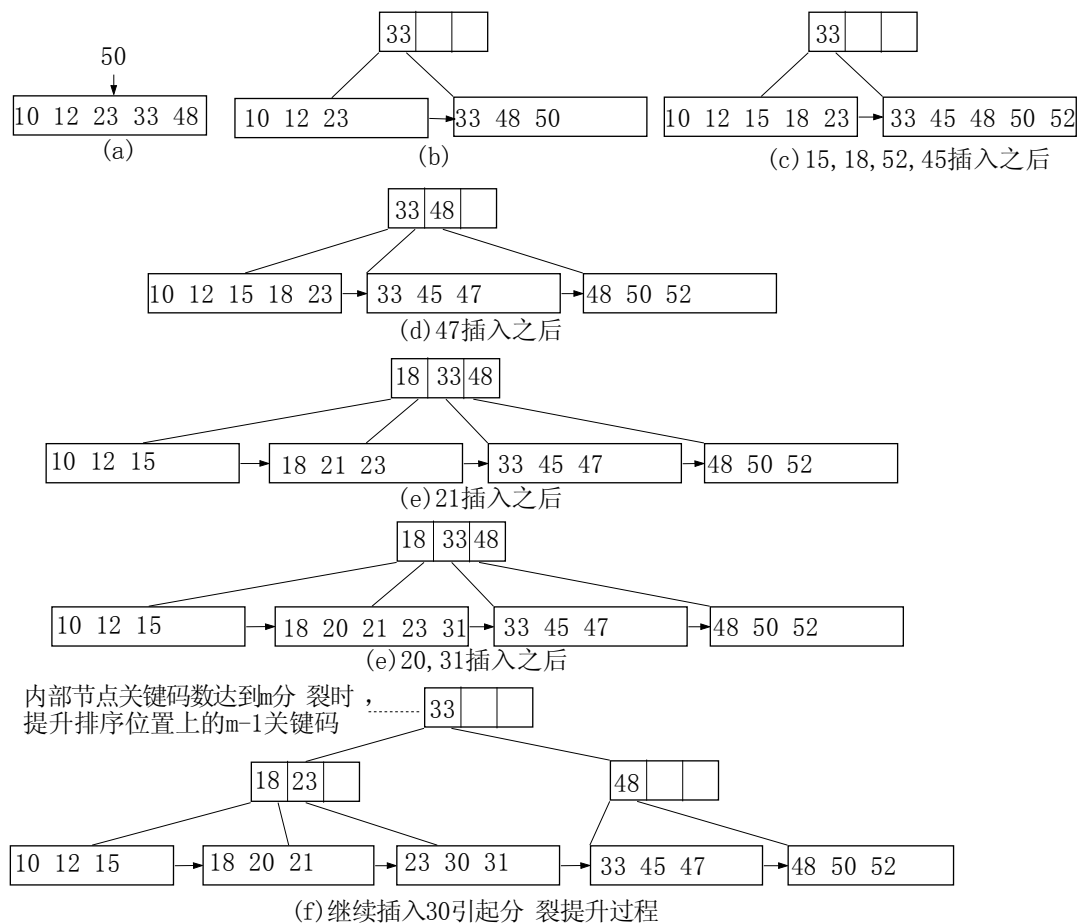 50
10 12 23 33 48
(a)
33
10 12 23
33 48 50
(b)
33
10 12 15 18 23
33 45 48 50 52
(c)15,18,52,45插入之后
33 48
10 12 15 18 23
33 45 47
48 50 52
(d)47插入之后
18 33 48
10 12 15
18 21 23
33 45 47
48 50 52
(e)21插入之后
18 33 48
10 12 15
18 20 21 23 31
33 45 47
48 50 52
(e)20,31插入之后
内部节点关键码数达到m分 裂时，
提升排序位置上的m-1关键码
33
18 23
48
10 12 15
18 20 21
23 30 31
33 45 47
48 50 52
(f)继续插入30引起分 裂提升过程